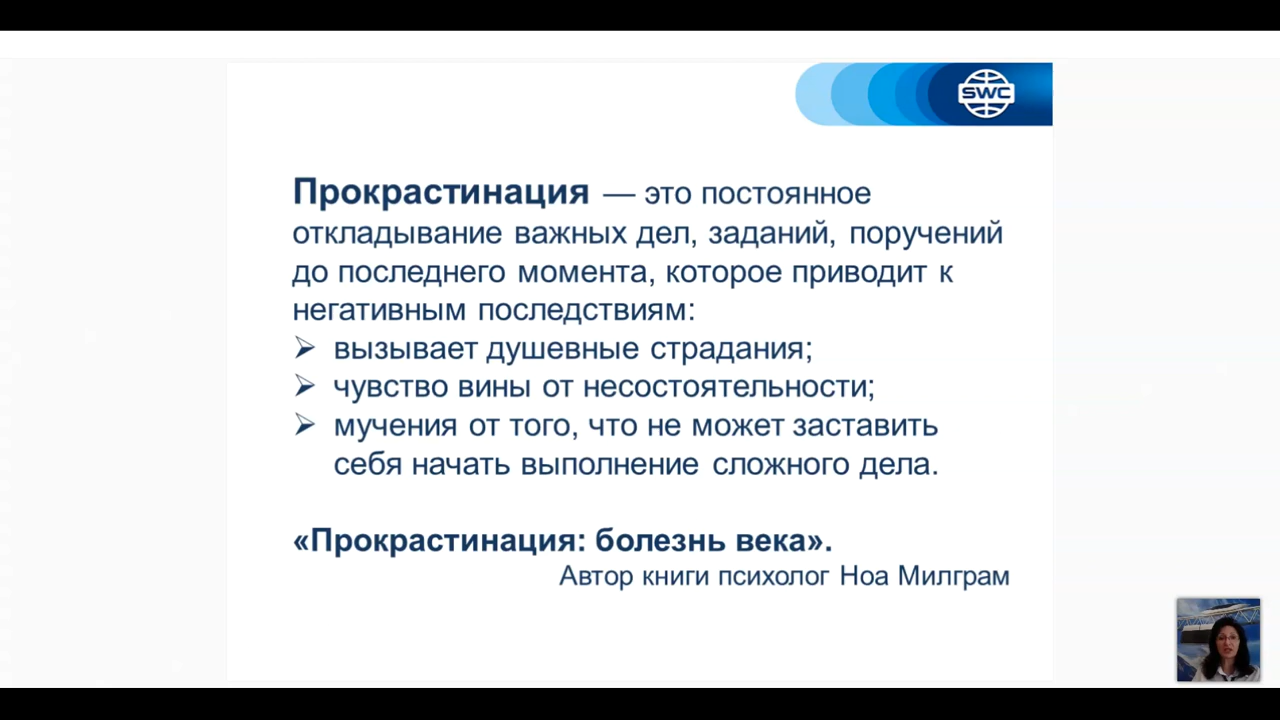 SWC
Прокрастинация — это постоянное
откладывание важных дел, заданий, поручений
до последнего момента, которое приводит к
негативным последствиям:
➢ вызывает душевные страдания;
➢ чувство вины от несостоятельности;
➢ мучения от того, что не может заставить
себя начать выполнение сложного дела.
«Прокрастинация: болезнь века».
Автор книги психолог Ноа Милграм